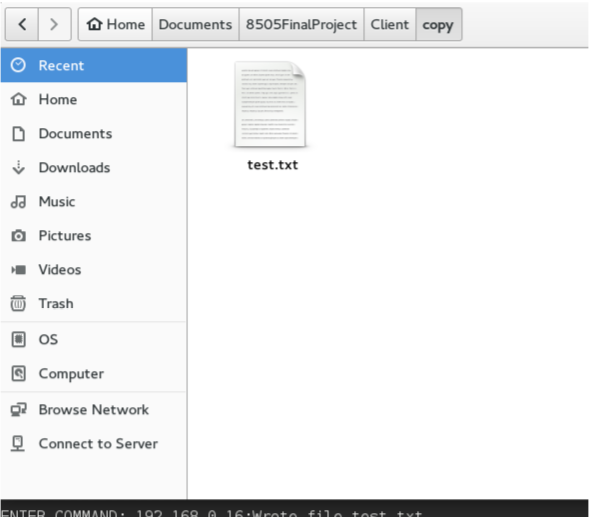 Home Documents 8505FinalProject Client copy
Recent
Home
Documents
Downloads
Music
Pictures
Videos
Trash
OS
Computer
Browse Network
Connect to Server
test.txt
ENTER COMMAND: 192.168.0.16:Wrote file test.txt